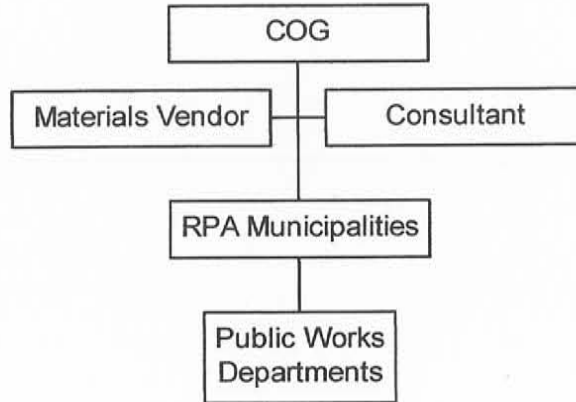 COG
Materials Vendor
Consultant
RPA Municipalities
Public Works
Departments